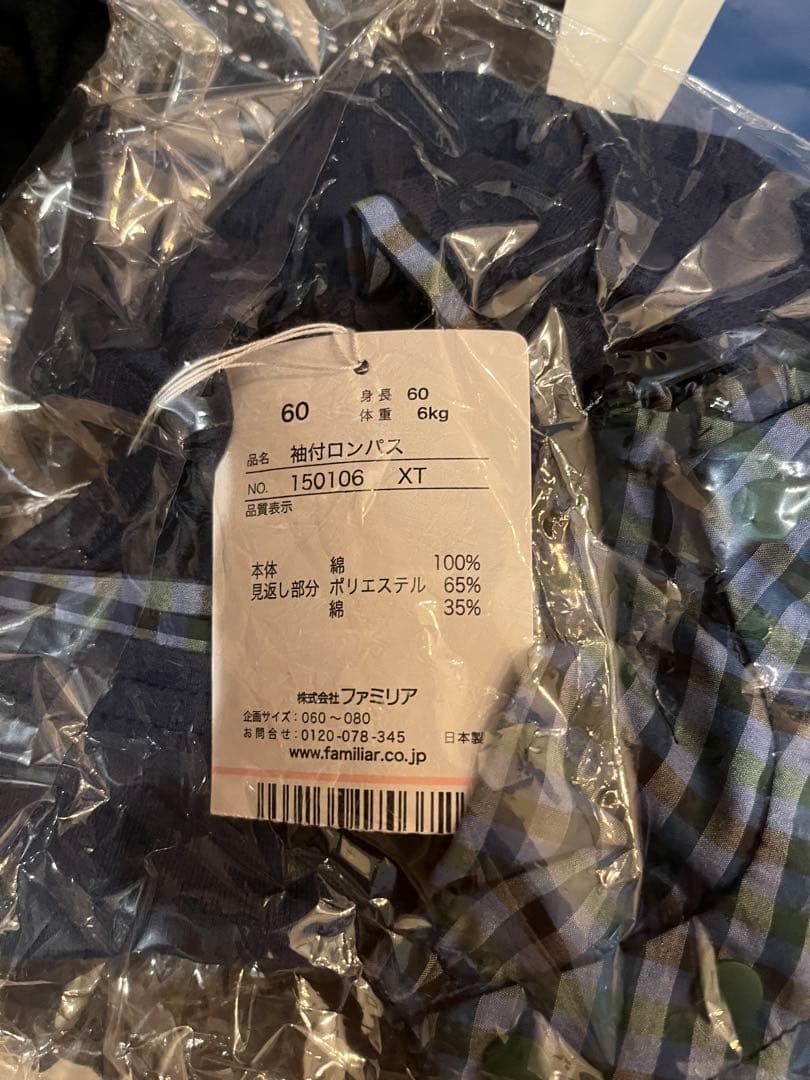 60
身長 60
体重 6kg
品名 袖付ロンパス
NO. 150106 XT
品質表示
本体 綿 100%
見返し部分 ポリエステル 65%
綿 35%
株式会社ファミリア
企画サイズ:060〜080
お問合せ:0120-078-345 日本製
www.familiar.co.jp